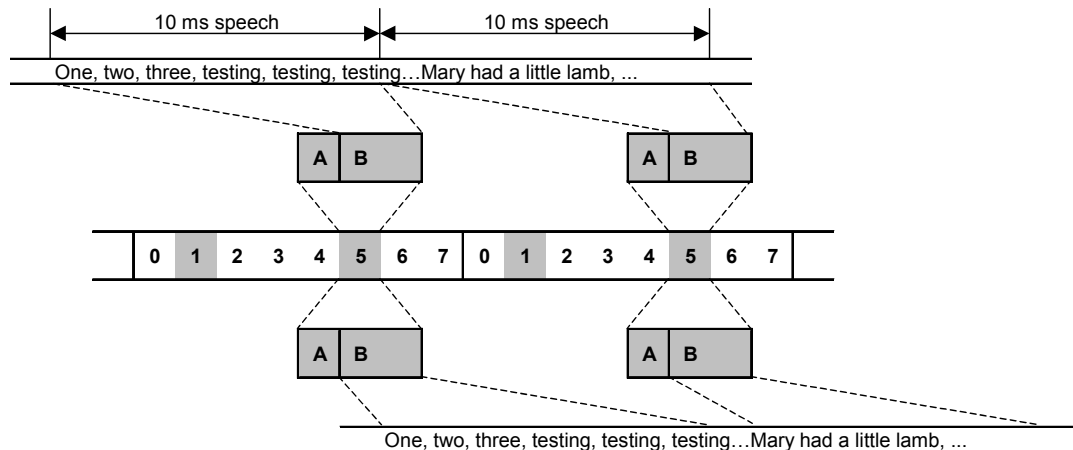 10 ms speech 10 ms speech
One, two, three, testing, testing, testing…Mary had a little lamb, ...
A B A B
0 1 2 3 4 5 6 7 0 1 2 3 4 5 6 7
A B A B
One, two, three, testing, testing, testing…Mary had a little lamb, ...